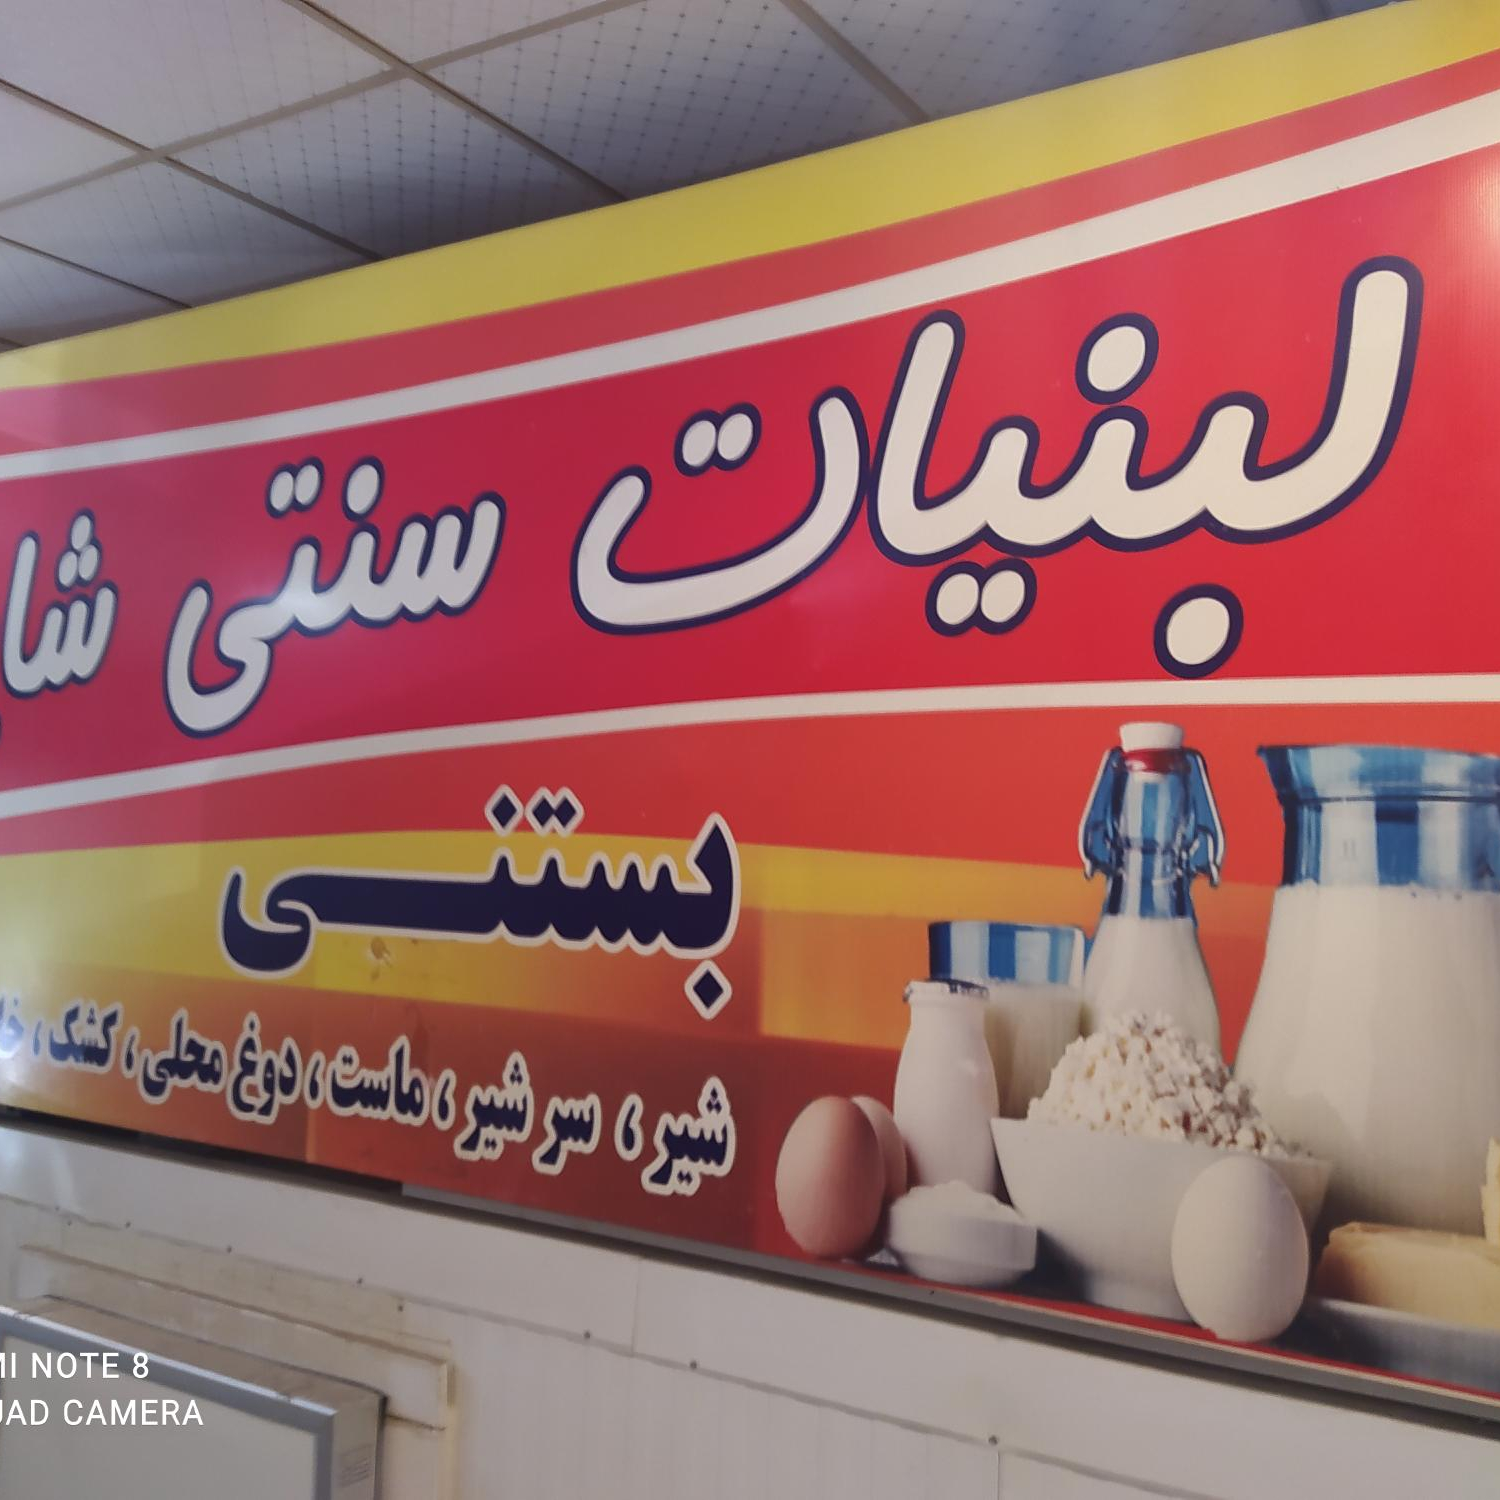 لبنیات سنتی
بستنی
شیر ، سر شیر ، ماست ، دوغ محلی ، کشک ،
MI NOTE 8
UAD CAMERA